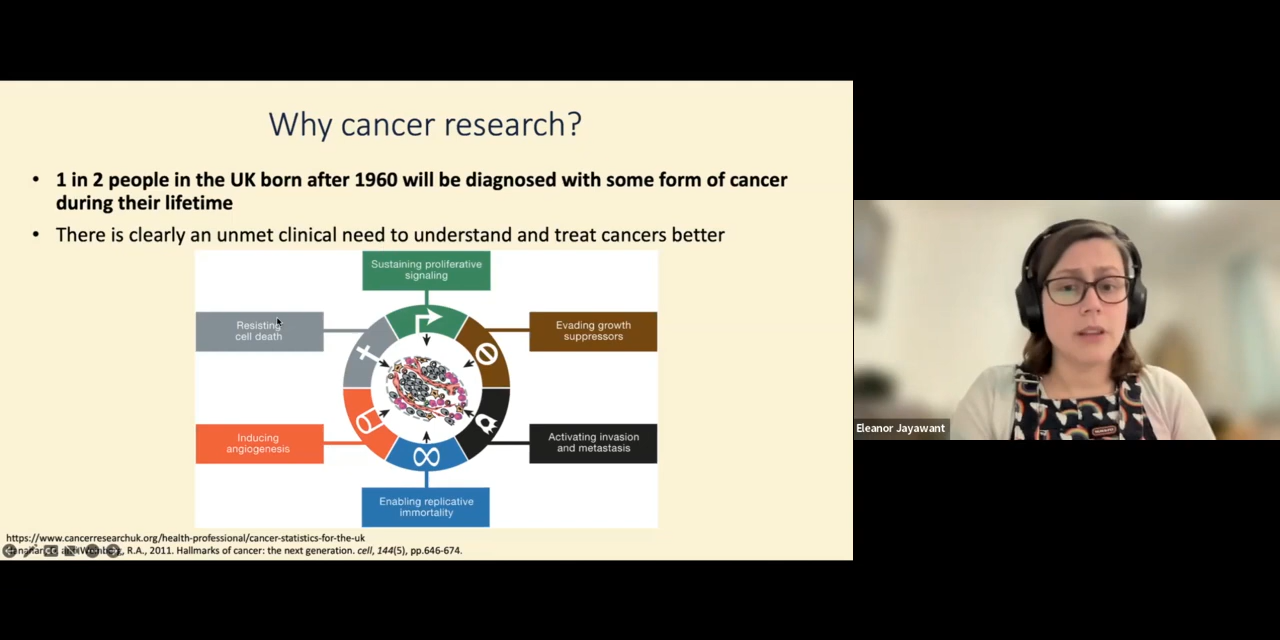 Why cancer research?
• 1 in 2 people in the UK born after 1960 will be diagnosed with some form of cancer
during their lifetime
• There is clearly an unmet clinical need to understand and treat cancers better
Sustaining proliferative
signaling
Resisting
cell death
Evading growth
suppressors
Inducing
angiogenesis
Activating invasion
and metastasis
Enabling replicative
immortality
https://www.cancerresearchuk.org/health-professional/cancer-statistics-for-the-uk
R.A., 2011. Hallmarks of cancer: the next generation. cell, 144(5), pp.646-674.
Eleanor Jayawant